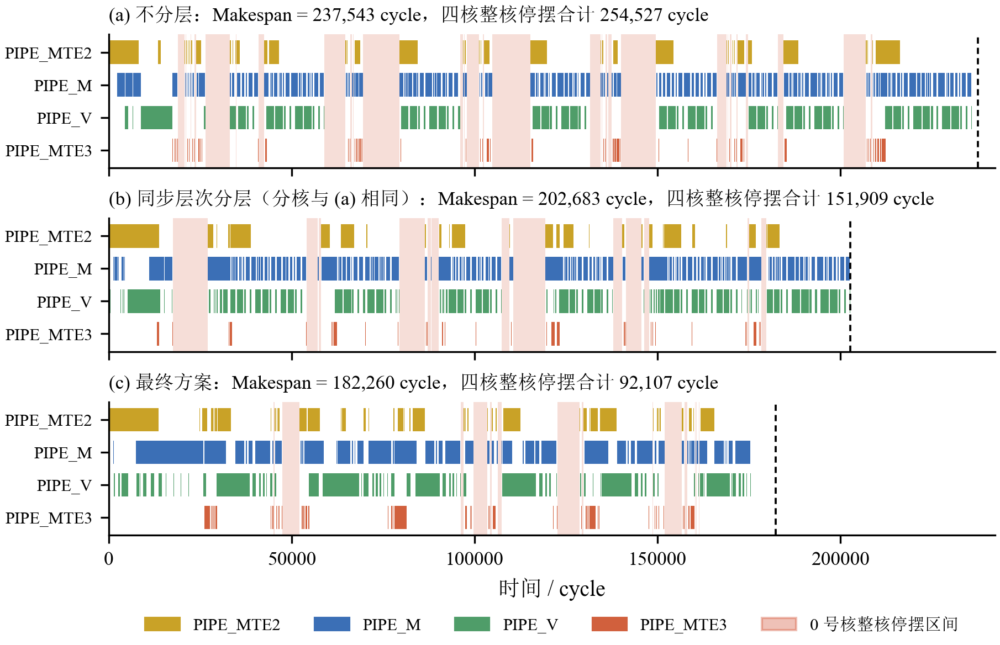 (a) 不分层：Makespan = 237,543 cycle，四核整核停摆合计 254,527 cycle
PIPE_MTE2
PIPE_M
PIPE_V
PIPE_MTE3
(b) 同步层次分层（分核与 (a) 相同）：Makespan = 202,683 cycle，四核整核停摆合计 151,909 cycle
PIPE_MTE2
PIPE_M
PIPE_V
PIPE_MTE3
(c) 最终方案：Makespan = 182,260 cycle，四核整核停摆合计 92,107 cycle
PIPE_MTE2
PIPE_M
PIPE_V
PIPE_MTE3
0 50000 100000 150000 200000
时间 / cycle
PIPE_MTE2 PIPE_M PIPE_V PIPE_MTE3 0 号核整核停摆区间